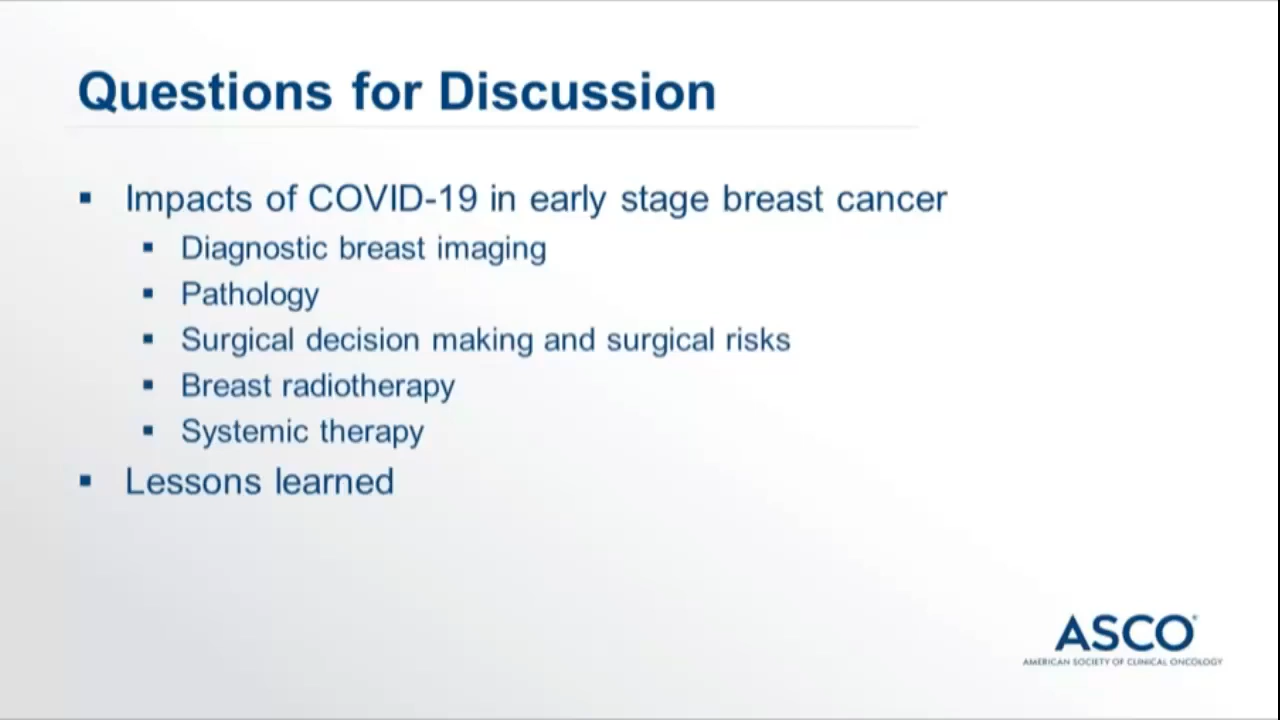 Questions for Discussion
▪ Impacts of COVID-19 in early stage breast cancer
▪ Diagnostic breast imaging
▪ Pathology
▪ Surgical decision making and surgical risks
▪ Breast radiotherapy
▪ Systemic therapy
▪ Lessons learned
ASCO®
AMERICAN SOCIETY OF CLINICAL ONCOLOGY